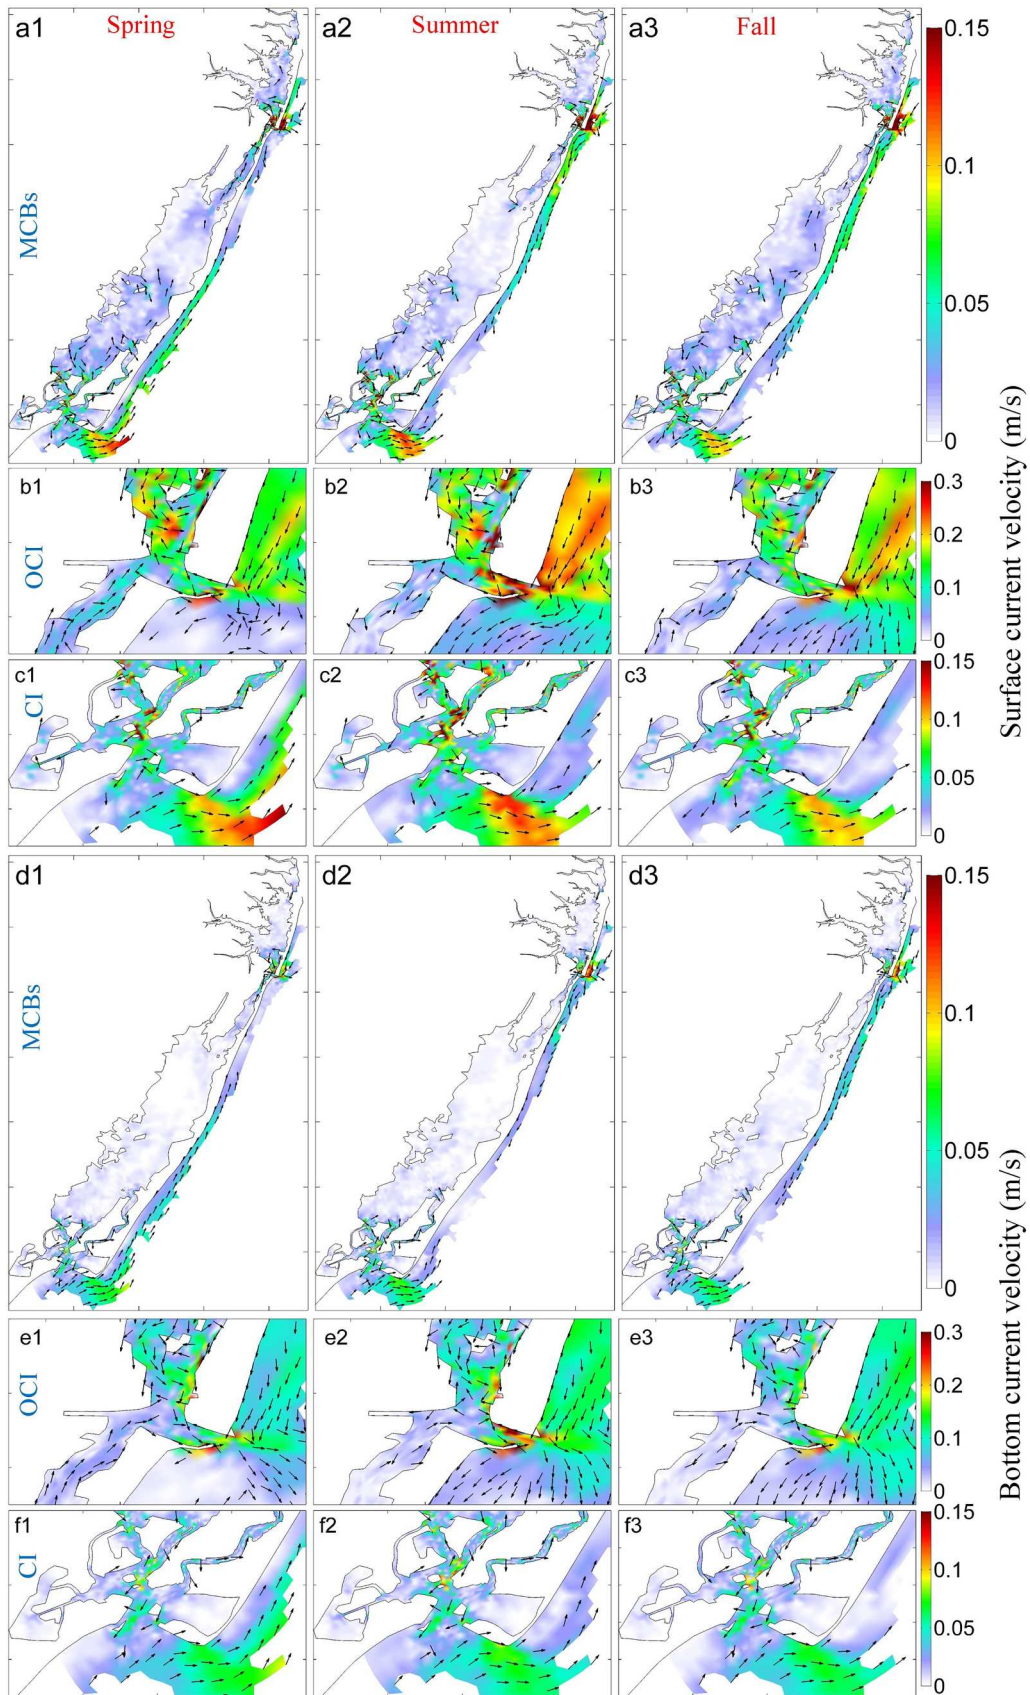 a1 Spring a2 Summer a3 Fall 0.15
0.1
MCBs
0.05
0
b1 b2 b3 0.3
OCI
0.2
0.1
0
c1 c2 c3 0.15
CI
0.1
0.05
0
Surface current velocity (m/s)
d1 d2 d3 0.15
0.1
MCBs
0.05
0
e1 e2 e3 0.3
OCI
0.2
0.1
0
f1 f2 f3 0.15
CI
0.1
0.05
0
Bottom current velocity (m/s)